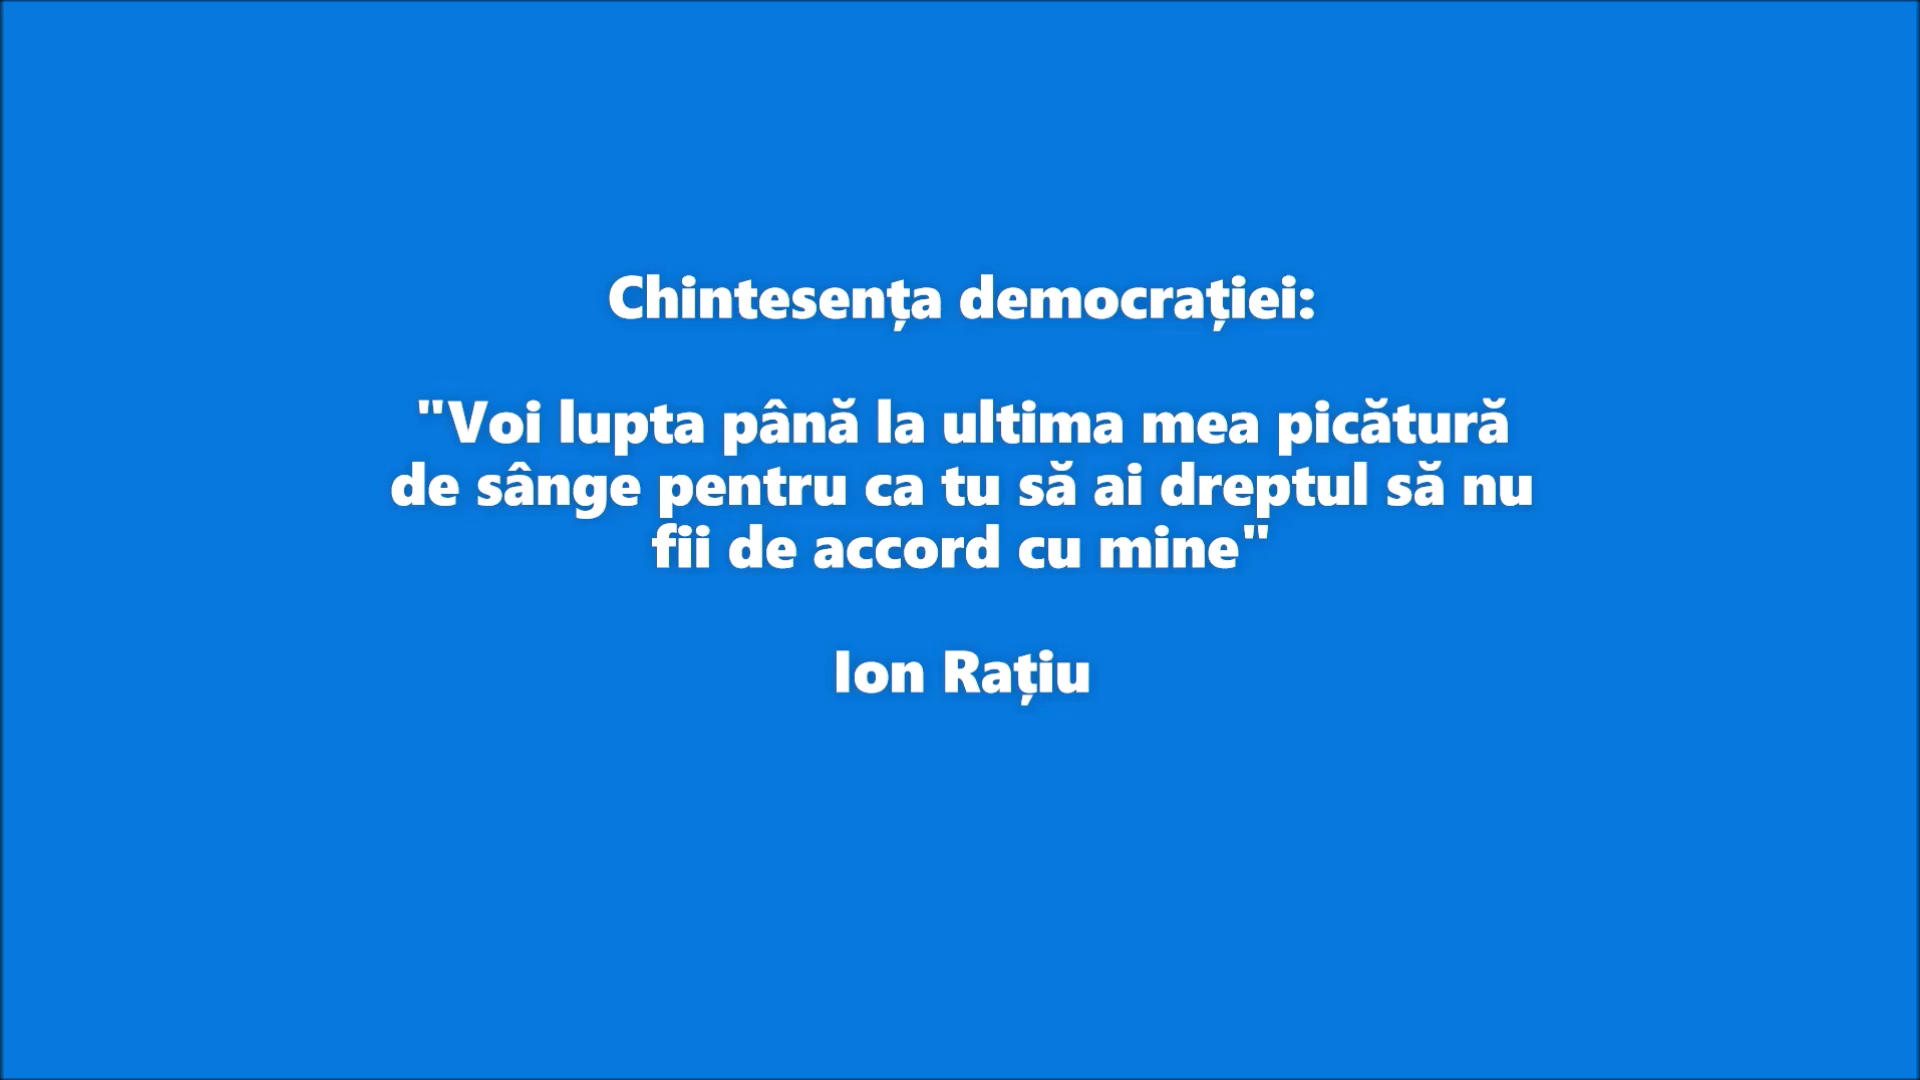 Chintesența democrației:
"Voi lupta până la ultima mea picătură
de sânge pentru ca tu să ai dreptul să nu
fii de accord cu mine"
Ion Rațiu